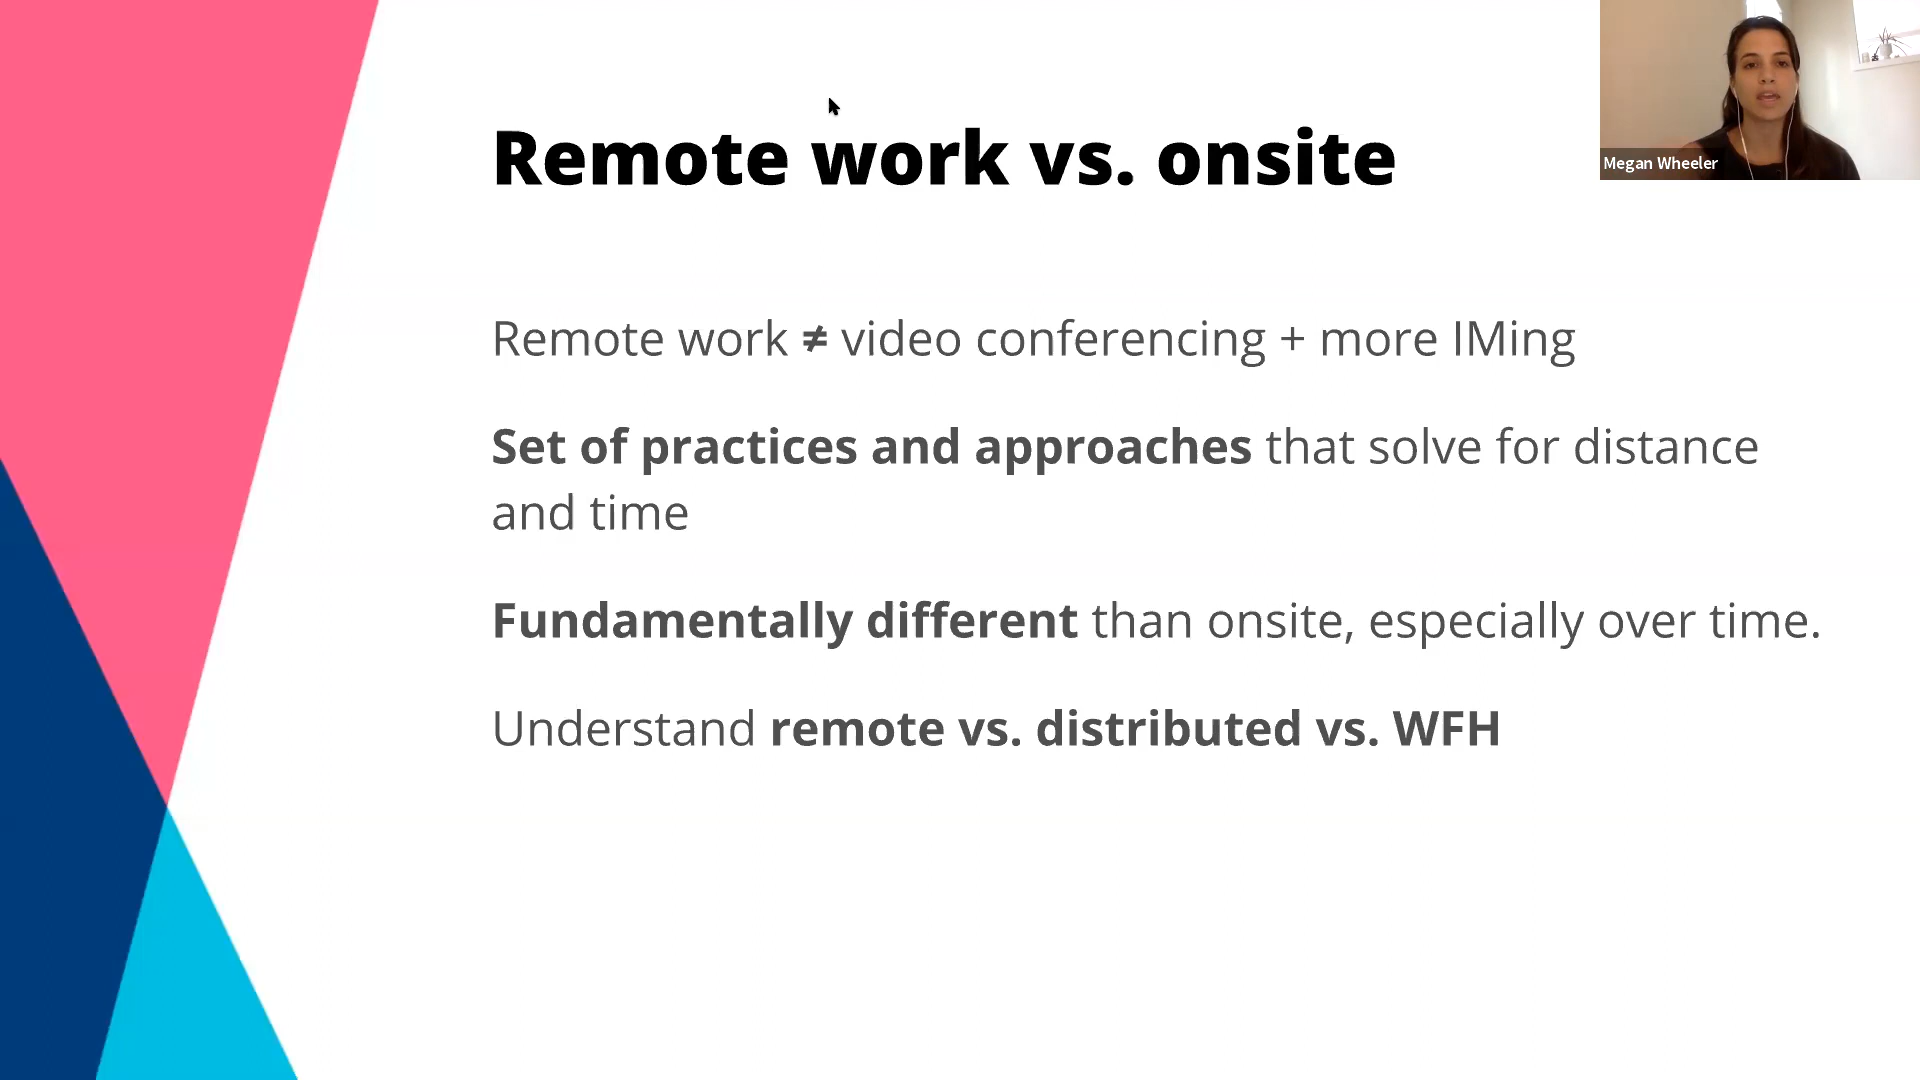 Remote work vs. onsite
Megan Wheeler
Remote work ≠ video conferencing + more IMing
Set of practices and approaches that solve for distance
and time
Fundamentally different than onsite, especially over time.
Understand remote vs. distributed vs. WFH